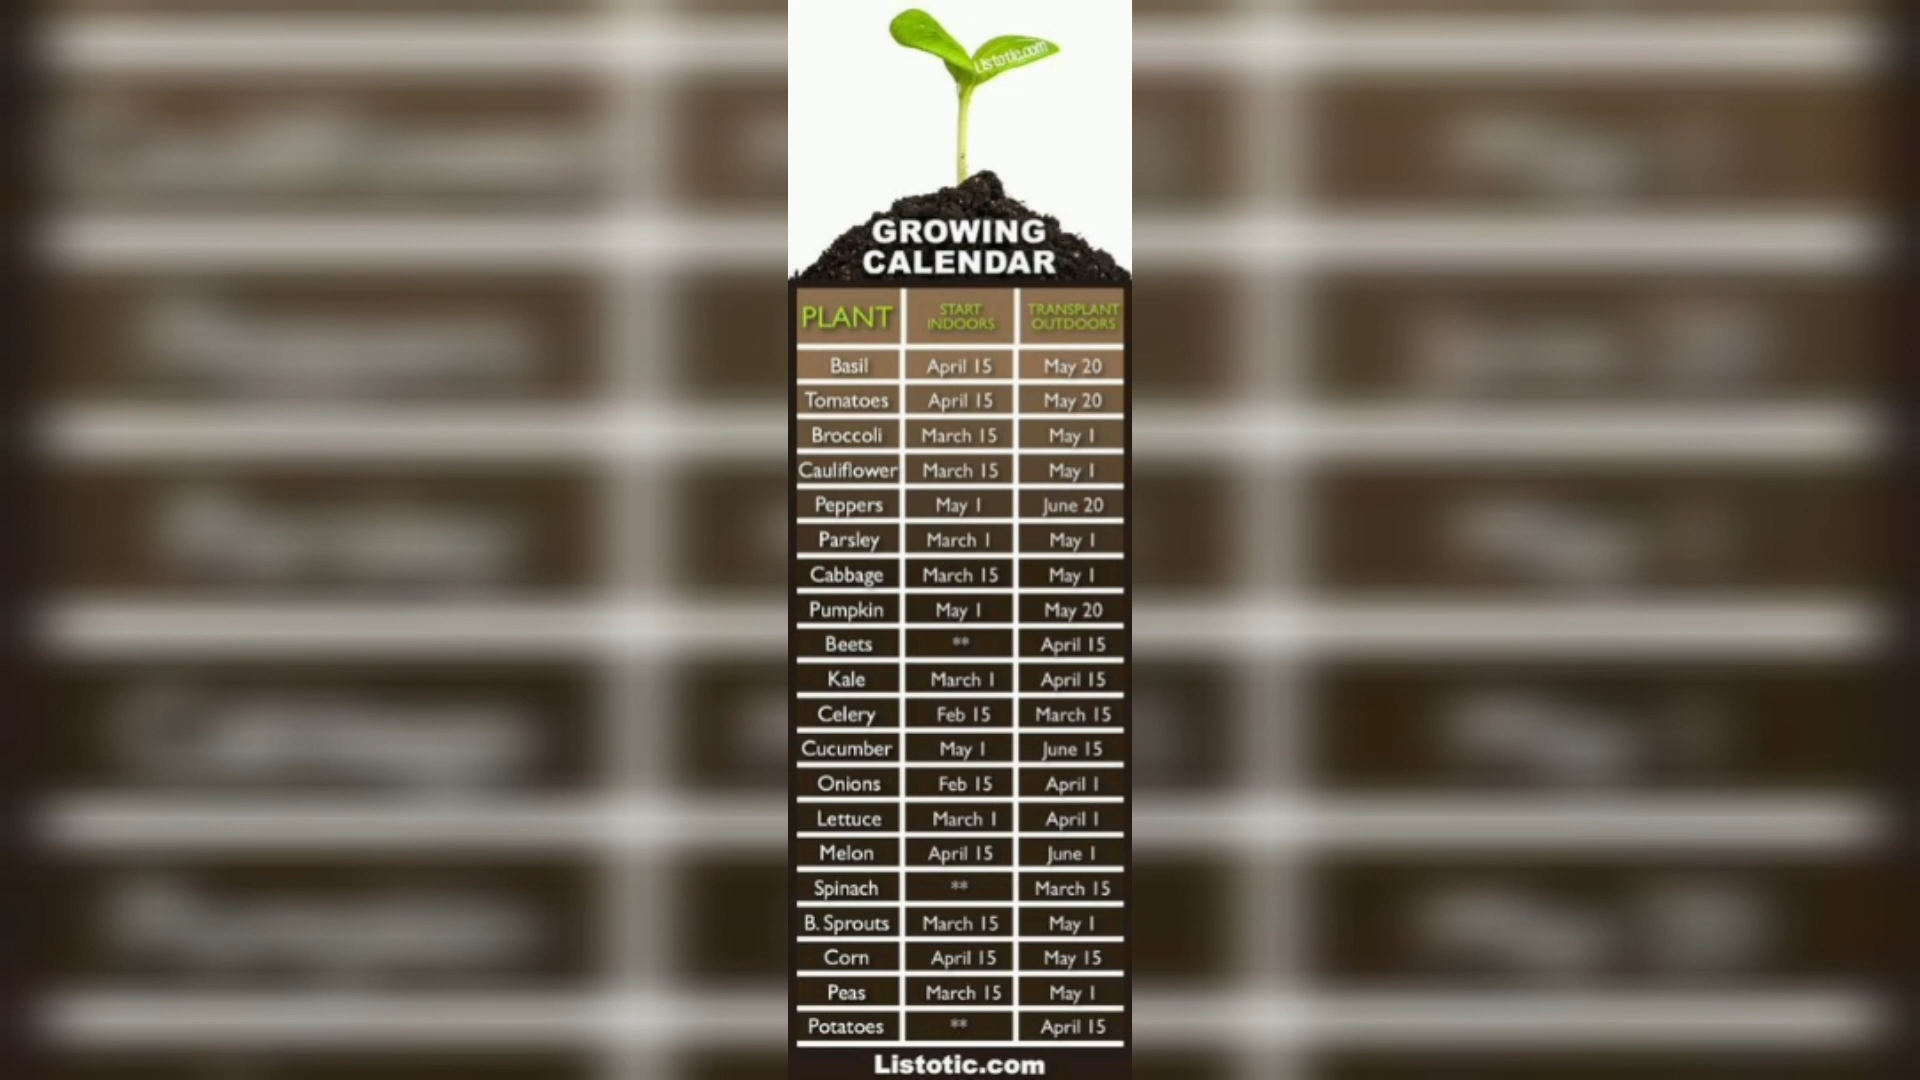 Listotic.com
GROWING
CALENDAR
PLANT START INDOORS TRANSPLANT OUTDOORS
Basil April 15 May 20
Tomatoes April 15 May 20
Broccoli March 15 May 1
Cauliflower March 15 May 1
Peppers May 1 June 20
Parsley March 1 May 1
Cabbage March 15 May 1
Pumpkin May 1 May 20
Beets ** April 15
Kale March 1 April 15
Celery Feb 15 March 15
Cucumber May 1 June 15
Onions Feb 15 April 1
Lettuce March 1 April 1
Melon April 15 June 1
Spinach ** March 15
B. Sprouts March 15 May 1
Corn April 15 May 15
Peas March 15 May 1
Potatoes ** April 15
Listotic.com